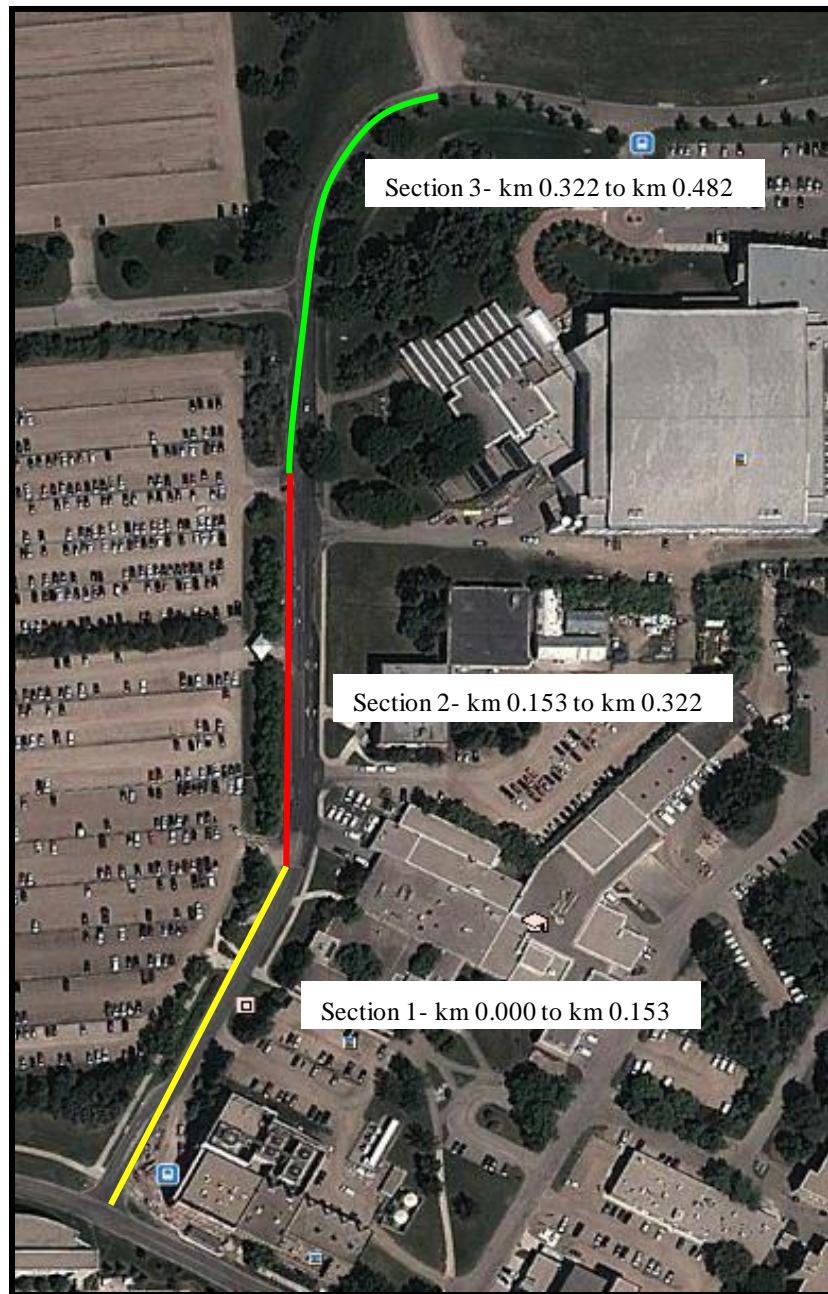 Section 3- km 0.322 to km 0.482
Section 2- km 0.153 to km 0.322
Section 1- km 0.000 to km 0.153